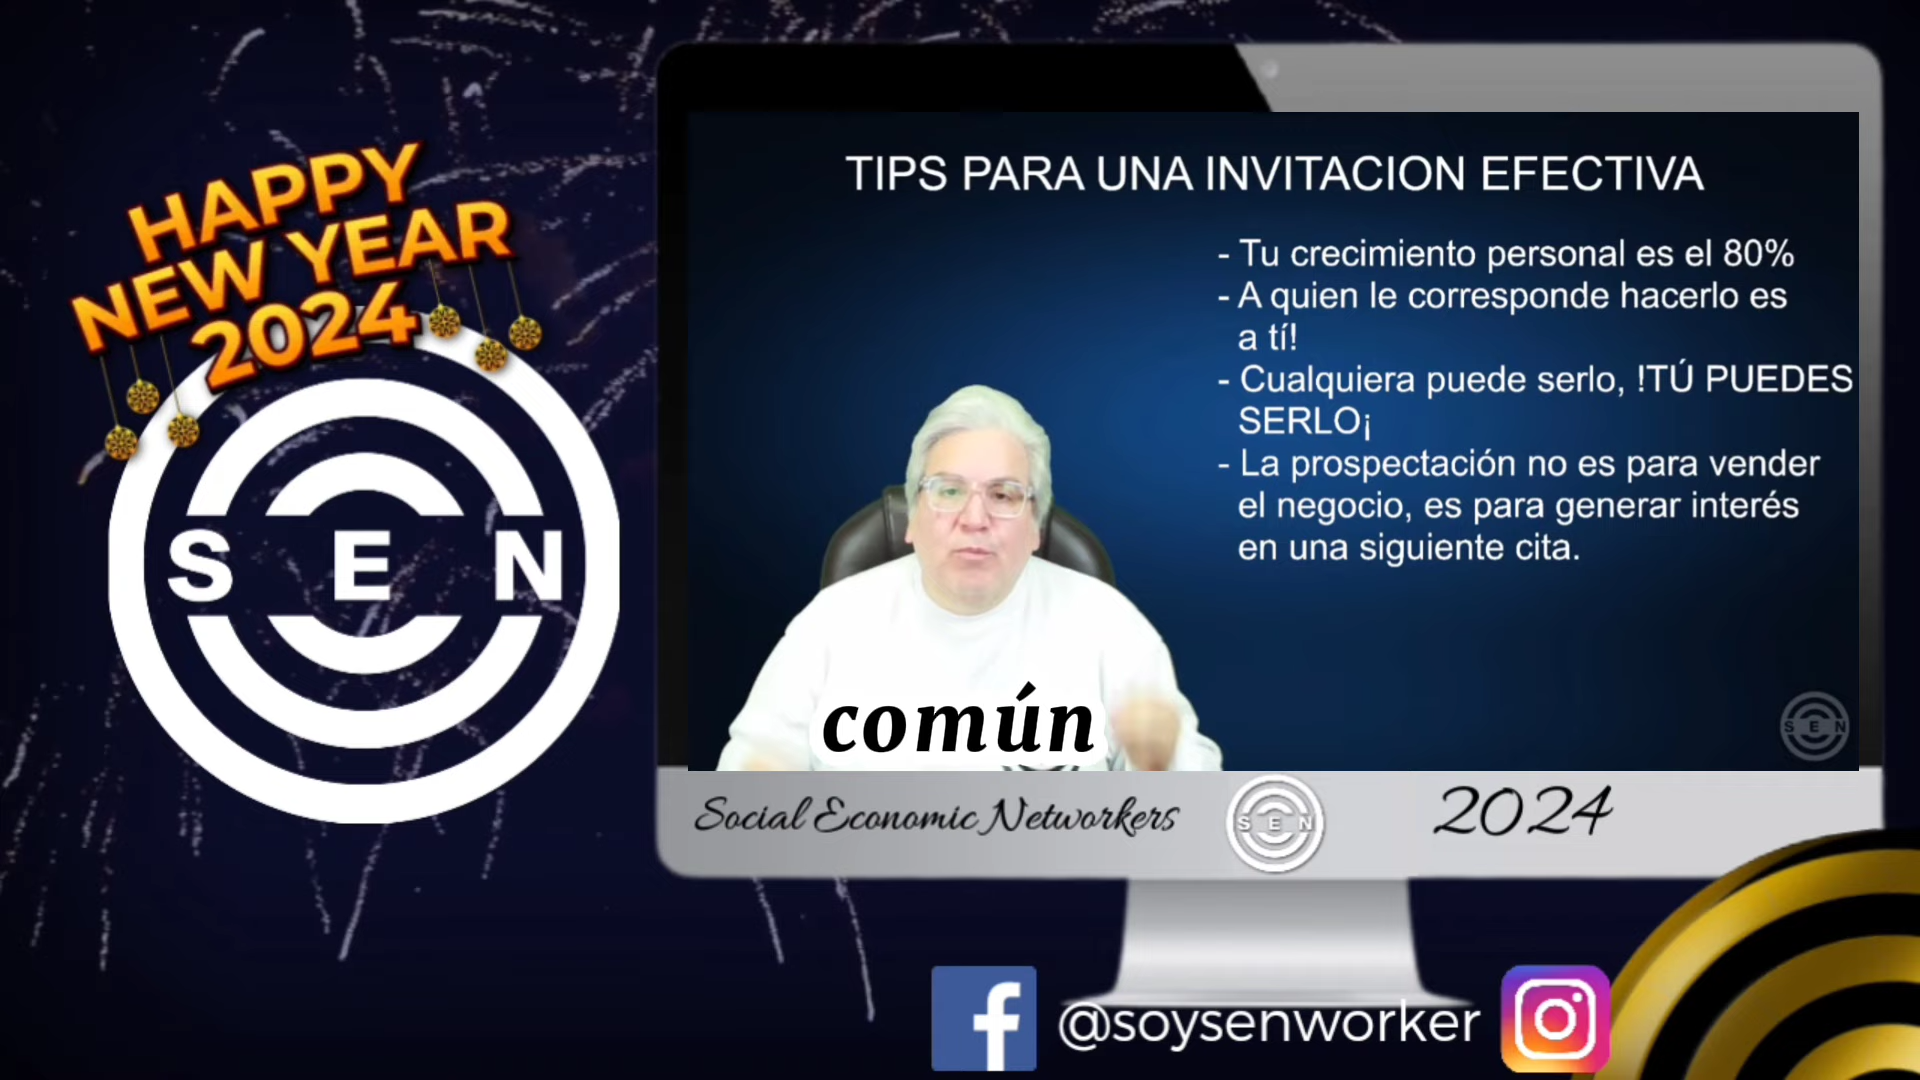 HAPPY
NEW YEAR
2024
S E N
TIPS PARA UNA INVITACION EFECTIVA
- Tu crecimiento personal es el 80%
- A quien le corresponde hacerlo es
a tí!
- Cualquiera puede serlo, !TÚ PUEDES
SERLO¡
- La prospectación no es para vender
el negocio, es para generar interés
en una siguiente cita.
común
S E N
Social Economic Networkers
S E N
2024
@soysenworker